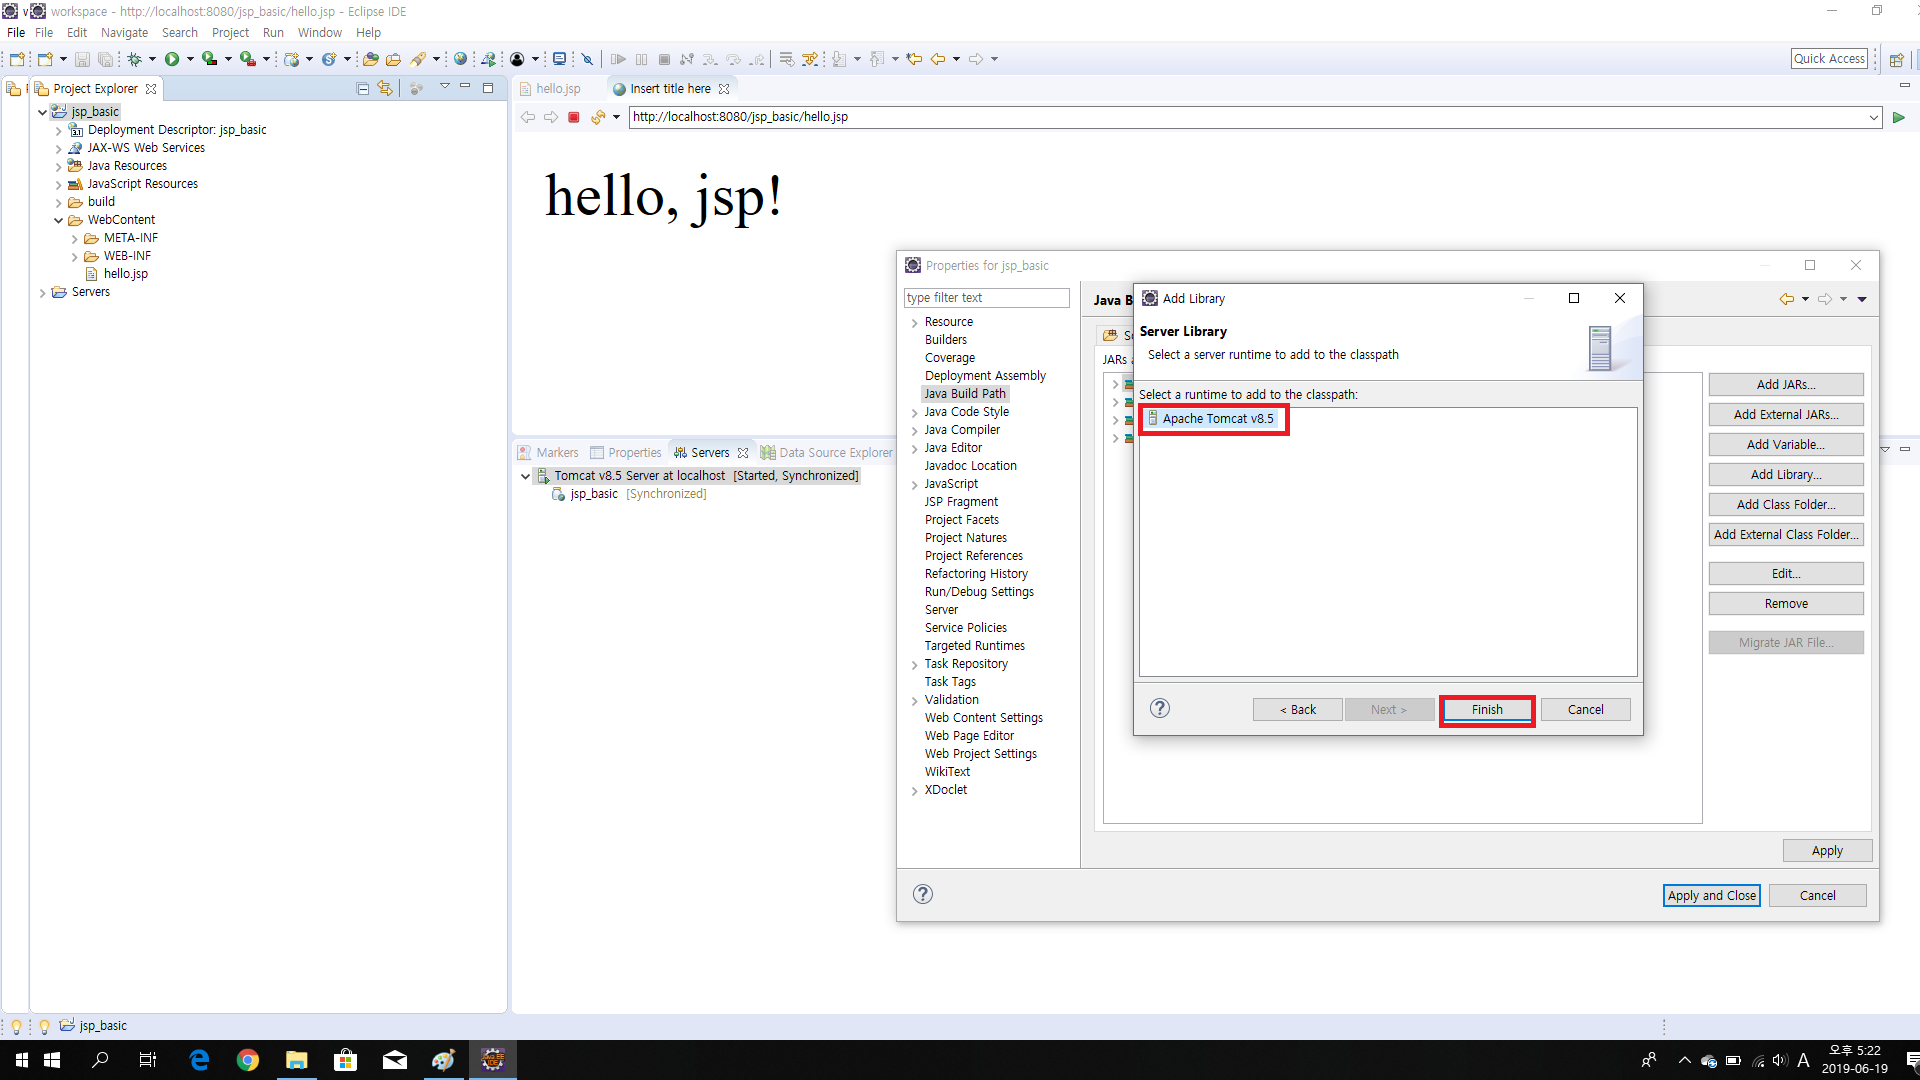 workspace - http://localhost:8080/jsp_basic/hello.jsp - Eclipse IDE
File File Edit Navigate Search Project Run Window Help
Quick Access
Project Explorer
hello.jsp
Insert title here
http://localhost:8080/jsp_basic/hello.jsp
jsp_basic
Deployment Descriptor: jsp_basic
JAX-WS Web Services
Java Resources
JavaScript Resources
build
WebContent
META-INF
WEB-INF
hello.jsp
Servers
hello, jsp!
Markers
Properties
Servers
Data Source Explorer
Tomcat v8.5 Server at localhost [Started, Synchronized]
jsp_basic [Synchronized]
Properties for jsp_basic
type filter text
Resource
Builders
Coverage
Deployment Assembly
Java Build Path
Java Code Style
Java Compiler
Java Editor
Javadoc Location
JavaScript
JSP Fragment
Project Facets
Project Natures
Project References
Refactoring History
Run/Debug Settings
Server
Service Policies
Targeted Runtimes
Task Repository
Task Tags
Validation
Web Content Settings
Web Page Editor
Web Project Settings
WikiText
XDoclet
Java B
JARs
Add Library
Server Library
Select a server runtime to add to the classpath
Select a runtime to add to the classpath:
Apache Tomcat v8.5
< Back
Next >
Finish
Cancel
Add JARs...
Add External JARs...
Add Variable...
Add Library...
Add Class Folder...
Add External Class Folder...
Edit...
Remove
Migrate JAR File...
Apply
Apply and Close
Cancel
jsp_basic
A
오후 5:22
2019-06-19